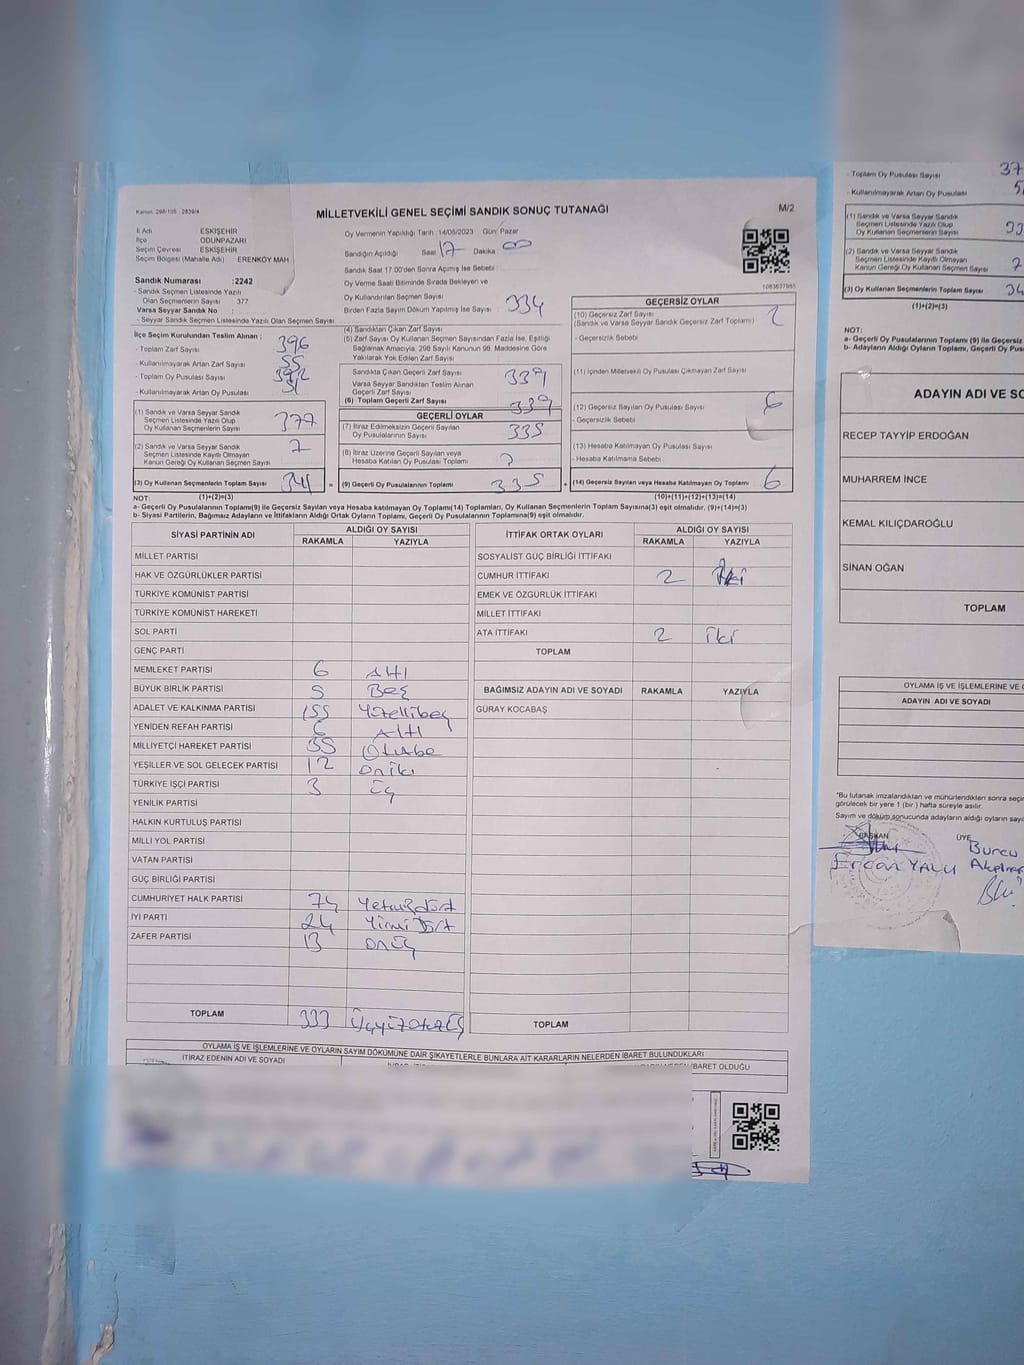 Kanun: 298/105 : 2839/4
MİLLETVEKİLİ GENEL SEÇİMİ SANDIK SONUÇ TUTANAĞI
M/2
İl Adı ESKİŞEHİR
İlçe ODUNPAZARI
Seçim Çevresi ESKİŞEHİR
Seçim Bölgesi (Mahalle Adı) ERENKÖY MAH
Sandık Numarası :2242
- Sandık Seçmen Listesinde Yazılı
Olan Seçmenlerin Sayısı : 377
Varsa Seyyar Sandık No :
- Seyyar Sandık Seçmen Listesinde Yazılı Olan Seçmen Sayısı:
Oy Vermenin Yapıldığı Tarih :14/05/2023 Gün: Pazar
Sandığın Açıldığı Saat 17 Dakika 00
Sandık Saat 17:00'den Sonra Açılmış İse Sebebi
Oy Verme Saati Bitiminde Sırada Bekleyen ve
Oy Kullandırılan Seçmen Sayısı
Birden Fazla Sayım Döküm Yapılmış İse Sayısı : 334
1083637985
İlçe Seçim Kurulundan Teslim Alınan :
- Toplam Zarf Sayısı 396
- Kullanılmayarak Artan Zarf Sayısı 55
- Toplam Oy Pusulası Sayısı 392
- Kullanılmayarak Artan Oy Pusulası 51
(1) Sandık ve Varsa Seyyar Sandık
Seçmen Listesinde Yazılı Olup
Oy Kullanan Seçmenlerin Sayısı 377
(2) Sandık ve Varsa Seyyar Sandık
Seçmen Listesinde Kayıtlı Olmayan
Kanun Gereği Oy Kullanan Seçmen Sayısı
(3) Oy Kullanan Seçmenlerin Toplam Sayısı 341
(1)+(2)=(3)
(4) Sandıktan Çıkan Zarf Sayısı
(5) Zarf Sayısı Oy Kullanan Seçmen Sayısından Fazla İse, Eşitliği
Sağlamak Amacıyla, 298 Sayılı Kanunun 98. Maddesine Göre
Yakılarak Yok Edilen Zarf Sayısı
Sandıkta Çıkan Geçerli Zarf Sayısı 339
Varsa Seyyar Sandıktan Teslim Alınan
Geçerli Zarf Sayısı
(6) Toplam Geçerli Zarf Sayısı 339
GEÇERLİ OYLAR
(7) İtiraz Edilmeksizin Geçerli Sayılan
Oy Pusulalarının Sayısı 335
(8) İtiraz Üzerine Geçerli Sayılan veya
Hesaba Katılan Oy Pusulası Toplamı
= (9) Geçerli Oy Pusulalarının Toplamı 335
GEÇERSİZ OYLAR
(10) Geçersiz Zarf Sayısı
(Sandık ve Varsa Seyyar Sandık Geçersiz Zarf Toplamı) 2
- Geçersizlik Sebebi
(11) İçinden Milletvekili Oy Pusulası Çıkmayan Zarf Sayısı
(12) Geçersiz Sayılan Oy Pusulası Sayısı 6
- Geçersizlik Sebebi
(13) Hesaba Katılmayan Oy Pusulası Sayısı
- Hesaba Katılmama Sebebi
+ (14) Geçersiz Sayılan veya Hesaba Katılmayan Oy Toplamı 6
(10)+(11)+(12)+(13)=(14)
NOT:
a- Geçerli Oy Pusulalarının Toplamı(9) ile Geçersiz Sayılan veya Hesaba katılmayan Oy Toplamı(14) Toplamları, Oy Kullanan Seçmenlerin Toplam Sayısına(3) eşit olmalıdır. (9)+(14)=(3)
b- Siyasi Partilerin, Bağımsız Adayların ve İttifakların Aldığı Ortak Oyların Toplamı, Geçerli Oy Pusulalarının Toplamına(9) eşit olmalıdır.
SİYASİ PARTİNİN ADI
ALDIĞI OY SAYISI
RAKAMLA YAZIYLA
MİLLET PARTİSİ
HAK VE ÖZGÜRLÜKLER PARTİSİ
TÜRKİYE KOMÜNİST PARTİSİ
TÜRKİYE KOMÜNİST HAREKETİ
SOL PARTİ
GENÇ PARTİ
MEMLEKET PARTİSİ 6 Altı
BÜYÜK BİRLİK PARTİSİ 5 Beş
ADALET VE KALKINMA PARTİSİ 155 Yüzellibeş
YENİDEN REFAH PARTİSİ 6 Altı
MİLLİYETÇİ HAREKET PARTİSİ 35
YEŞİLLER VE SOL GELECEK PARTİSİ 12 oniki
TÜRKİYE İŞÇİ PARTİSİ 3 üç
YENİLİK PARTİSİ
HALKIN KURTULUŞ PARTİSİ
MİLLİ YOL PARTİSİ
VATAN PARTİSİ
GÜÇ BİRLİĞİ PARTİSİ
CUMHURİYET HALK PARTİSİ 74 Yetmişdört
İYİ PARTİ 24 Yirmi Dört
ZAFER PARTİSİ 13 onüç
TOPLAM 333
İTTİFAK ORTAK OYLARI
ALDIĞI OY SAYISI
RAKAMLA YAZIYLA
SOSYALİST GÜÇ BİRLİĞİ İTTİFAKI
CUMHUR İTTİFAKI 2 iki
EMEK VE ÖZGÜRLÜK İTTİFAKI
MİLLET İTTİFAKI
ATA İTTİFAKI 2 iki
TOPLAM
BAĞIMSIZ ADAYIN ADI VE SOYADI RAKAMLA YAZIYLA
GÜRAY KOCABAŞ
TOPLAM
OYLAMA İŞ VE İŞLEMLERİNE VE OYLARIN SAYIM DÖKÜMÜNE DAİR ŞİKAYETLERLE BUNLARA AİT KARARLARIN NELERDEN İBARET BULUNDUKLARI
İTİRAZ EDENİN ADI VE SOYADI
İBARET OLDUĞU
- Toplam Oy Pusulası Sayısı 37
- Kullanılmayarak Artan Oy Pusulası 5
(1) Sandık ve Varsa Seyyar Sandık
Seçmen Listesinde Yazılı Olup
Oy Kullanan Seçmenlerin Sayısı
(2) Sandık ve Varsa Seyyar Sandık
Seçmen Listesinde Kayıtlı Olmayan
Kanun Gereği Oy Kullanan Seçmen Sayısı
(3) Oy Kullanan Seçmenlerin Toplam Sayısı 34
(1)+(2)=(3)
NOT:
a- Geçerli Oy Pusulalarının Toplamı (9) ile Geçersiz
b- Adayların Aldığı Oyların Toplamı, Geçerli Oy Pus
ADAYIN ADI VE SO
RECEP TAYYİP ERDOĞAN
MUHARREM İNCE
KEMAL KILIÇDAROĞLU
SİNAN OĞAN
TOPLAM
OYLAMA İŞ VE İŞLEMLERİNE VE O
ADAYIN ADI VE SOYADI
*Bu tutanak imzalandıktan ve mühürlendikten sonra seçim
görülecek bir yere 1 (bir) hafta süreyle asılır.
Sayım ve döküm sonucunda adayların aldığı oyların sayı
BAŞKAN
ÜYE
Burcu
Ercan YALÇI